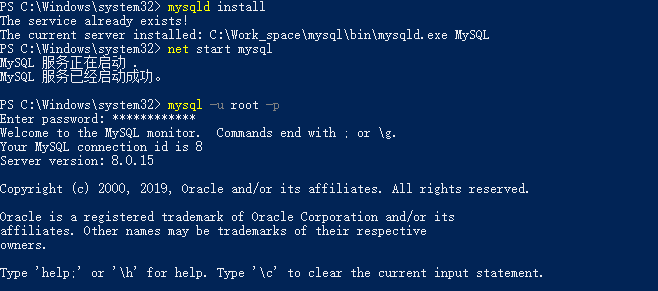 PS C:\Windows\system32> mysqld install
The service already exists!
The current server installed: C:\Work_space\mysql\bin\mysqld.exe MySQL
PS C:\Windows\system32> net start mysql
MySQL 服务正在启动 .
MySQL 服务已经启动成功。
PS C:\Windows\system32> mysql -u root -p
Enter password: ************
Welcome to the MySQL monitor.  Commands end with ; or \g.
Your MySQL connection id is 8
Server version: 8.0.15
Copyright (c) 2000, 2019, Oracle and/or its affiliates. All rights reserved.
Oracle is a registered trademark of Oracle Corporation and/or its
affiliates. Other names may be trademarks of their respective
owners.
Type 'help;' or '\h' for help. Type '\c' to clear the current input statement.